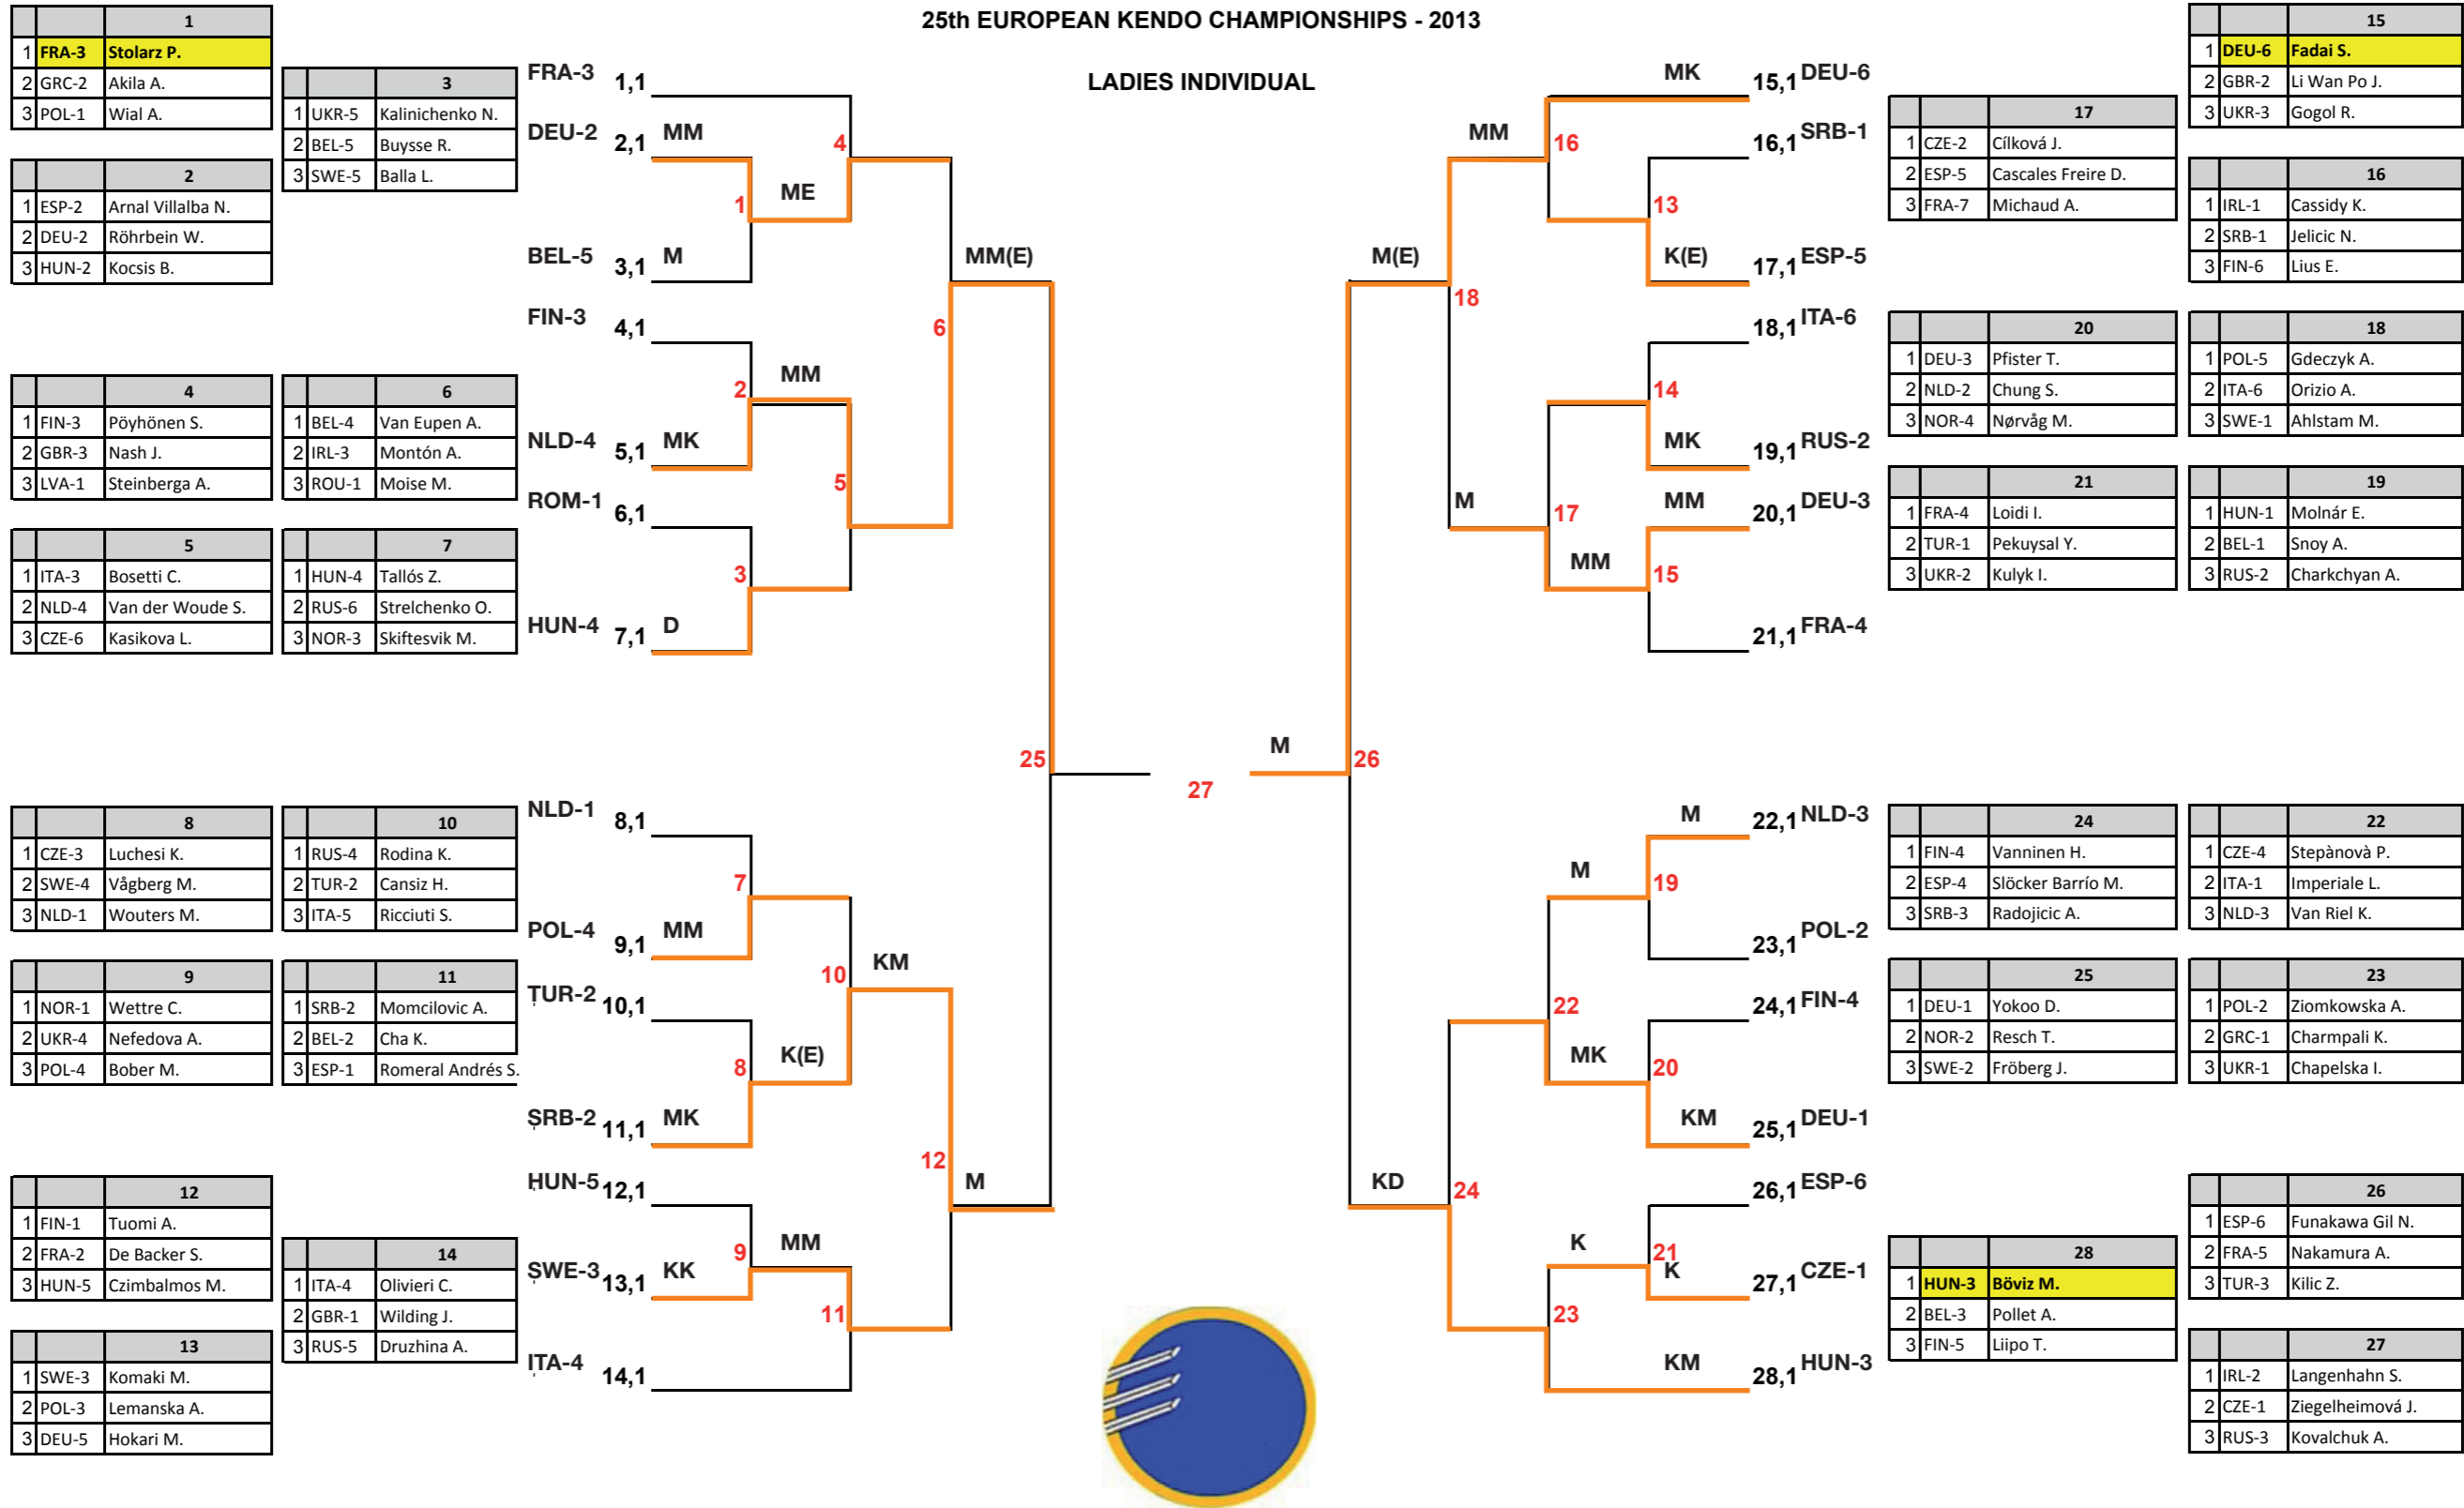 25th EUROPEAN KENDO CHAMPIONSHIPS - 2013
LADIES INDIVIDUAL
1
1 FRA-3 Stolarz P.
2 GRC-2 Akila A.
3 POL-1 Wial A.
2
1 ESP-2 Arnal Villalba N.
2 DEU-2 Röhrbein W.
3 HUN-2 Kocsis B.
3
1 UKR-5 Kalinichenko N.
2 BEL-5 Buysse R.
3 SWE-5 Balla L.
4
1 FIN-3 Pöyhönen S.
2 GBR-3 Nash J.
3 LVA-1 Steinberga A.
5
1 ITA-3 Bosetti C.
2 NLD-4 Van der Woude S.
3 CZE-6 Kasikova L.
6
1 BEL-4 Van Eupen A.
2 IRL-3 Montón A.
3 ROU-1 Moise M.
7
1 HUN-4 Tallós Z.
2 RUS-6 Strelchenko O.
3 NOR-3 Skiftesvik M.
8
1 CZE-3 Luchesi K.
2 SWE-4 Vågberg M.
3 NLD-1 Wouters M.
9
1 NOR-1 Wettre C.
2 UKR-4 Nefedova A.
3 POL-4 Bober M.
10
1 RUS-4 Rodina K.
2 TUR-2 Cansiz H.
3 ITA-5 Ricciuti S.
11
1 SRB-2 Momcilovic A.
2 BEL-2 Cha K.
3 ESP-1 Romeral Andrés S.
12
1 FIN-1 Tuomi A.
2 FRA-2 De Backer S.
3 HUN-5 Czimbalmos M.
13
1 SWE-3 Komaki M.
2 POL-3 Lemanska A.
3 DEU-5 Hokari M.
14
1 ITA-4 Olivieri C.
2 GBR-1 Wilding J.
3 RUS-5 Druzhina A.
FRA-3 1,1
DEU-2 2,1 MM
4
1 ME
BEL-5 3,1 M
MM(E)
FIN-3 4,1
6
2 MM
NLD-4 5,1 MK
5
ROM-1 6,1
3
HUN-4 7,1 D
25
NLD-1 8,1
7
POL-4 9,1 MM
10 KM
TUR-2 10,1
8 K(E)
SRB-2 11,1 MK
12 M
HUN-5 12,1
9 MM
SWE-3 13,1 KK
11
ITA-4 14,1
27
M
26
MK 15,1 DEU-6
MM 16
16,1 SRB-1
13
M(E)
K(E) 17,1 ESP-5
18
18,1 ITA-6
14
MK 19,1 RUS-2
M 17
MM 20,1 DEU-3
MM 15
21,1 FRA-4
M 22,1 NLD-3
M 19
23,1 POL-2
24,1 FIN-4
22
MK 20
KM 25,1 DEU-1
KD 24
26,1 ESP-6
K 21
K 27,1 CZE-1
23
KM 28,1 HUN-3
15
1 DEU-6 Fadai S.
2 GBR-2 Li Wan Po J.
3 UKR-3 Gogol R.
16
1 IRL-1 Cassidy K.
2 SRB-1 Jelicic N.
3 FIN-6 Lius E.
17
1 CZE-2 Cílková J.
2 ESP-5 Cascales Freire D.
3 FRA-7 Michaud A.
18
1 POL-5 Gdeczyk A.
2 ITA-6 Orizio A.
3 SWE-1 Ahlstam M.
19
1 HUN-1 Molnár E.
2 BEL-1 Snoy A.
3 RUS-2 Charkchyan A.
20
1 DEU-3 Pfister T.
2 NLD-2 Chung S.
3 NOR-4 Nørvåg M.
21
1 FRA-4 Loidi I.
2 TUR-1 Pekuysal Y.
3 UKR-2 Kulyk I.
22
1 CZE-4 Stepànovà P.
2 ITA-1 Imperiale L.
3 NLD-3 Van Riel K.
23
1 POL-2 Ziomkowska A.
2 GRC-1 Charmpali K.
3 UKR-1 Chapelska I.
24
1 FIN-4 Vanninen H.
2 ESP-4 Slöcker Barrío M.
3 SRB-3 Radojicic A.
25
1 DEU-1 Yokoo D.
2 NOR-2 Resch T.
3 SWE-2 Fröberg J.
26
1 ESP-6 Funakawa Gil N.
2 FRA-5 Nakamura A.
3 TUR-3 Kilic Z.
27
1 IRL-2 Langenhahn S.
2 CZE-1 Ziegelheimová J.
3 RUS-3 Kovalchuk A.
28
1 HUN-3 Böviz M.
2 BEL-3 Pollet A.
3 FIN-5 Liipo T.